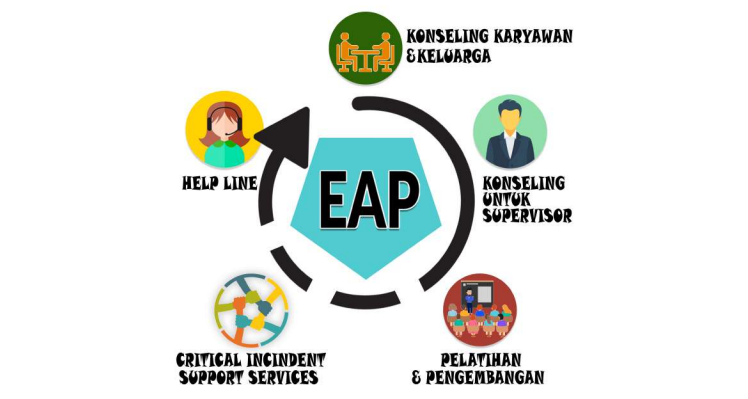 KONSELING KARYAWAN
& KELUARGA
HELP LINE
EAP
KONSELING
UNTUK
SUPERVISOR
CRITICAL INCINDENT
SUPPORT SERVICES
PELATIHAN
& PENGEMBANGAN